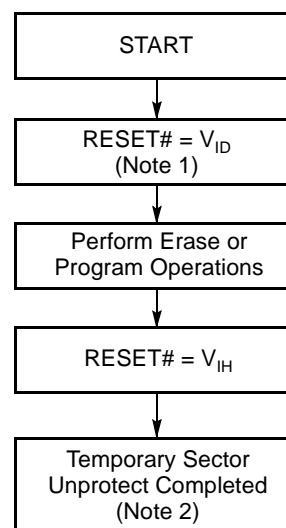 START
RESET# = V_ID
(Note 1)
Perform Erase or
Program Operations
RESET# = V_IH
Temporary Sector
Unprotect Completed
(Note 2)